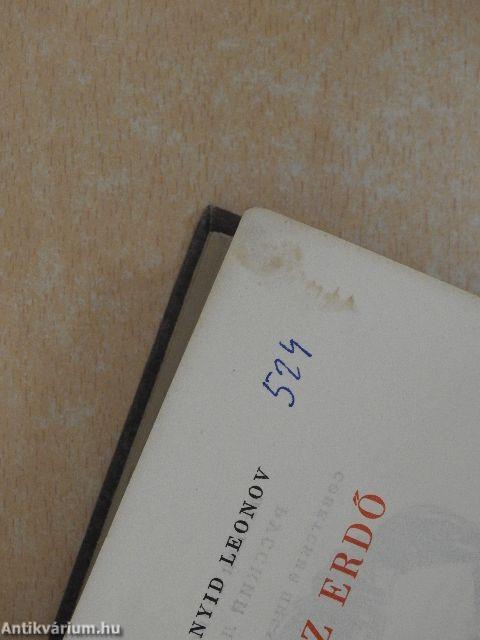 524
NYID LEONOV
Z ERDŐ
Antikvárium.hu